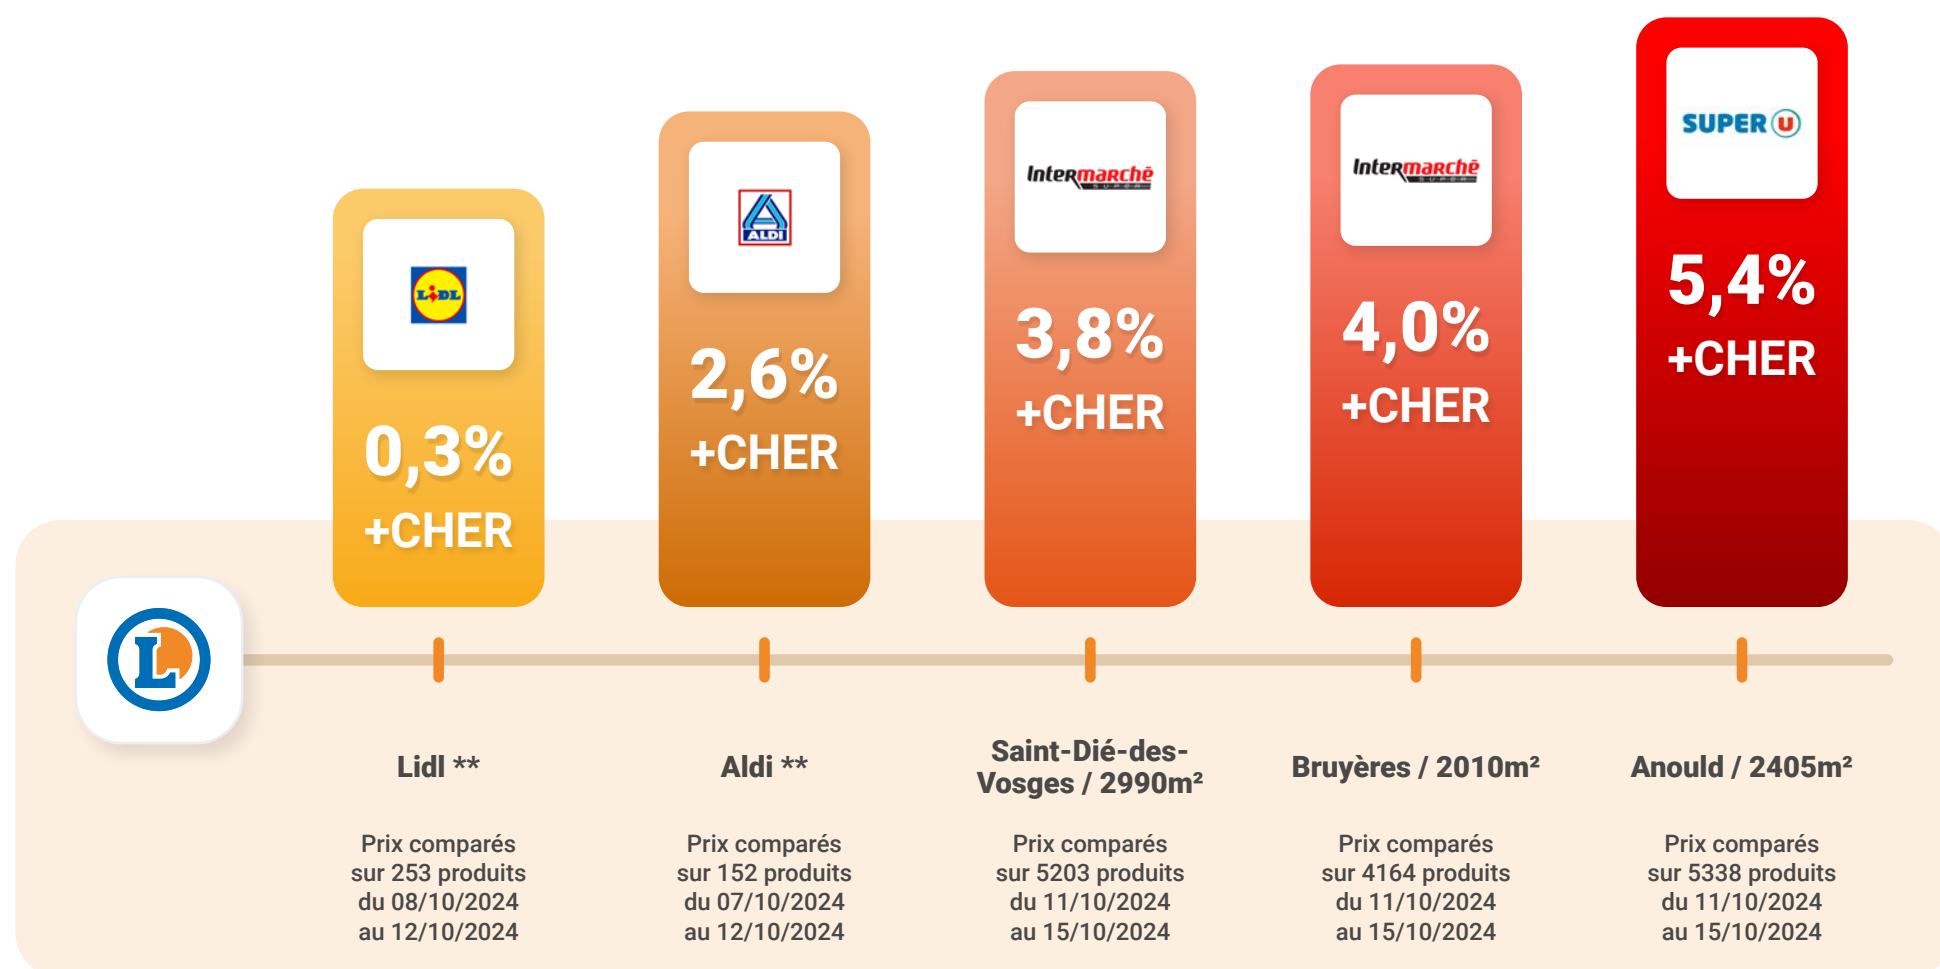 LIDL
0,3%
+CHER
ALDI
2,6%
+CHER
Intermarchē
SUPER
3,8%
+CHER
Intermarchē
SUPER
4,0%
+CHER
SUPER U
5,4%
+CHER
L
Lidl **
Prix comparés
sur 253 produits
du 08/10/2024
au 12/10/2024
Aldi **
Prix comparés
sur 152 produits
du 07/10/2024
au 12/10/2024
Saint-Dié-des-
Vosges / 2990m²
Prix comparés
sur 5203 produits
du 11/10/2024
au 15/10/2024
Bruyères / 2010m²
Prix comparés
sur 4164 produits
du 11/10/2024
au 15/10/2024
Anould / 2405m²
Prix comparés
sur 5338 produits
du 11/10/2024
au 15/10/2024